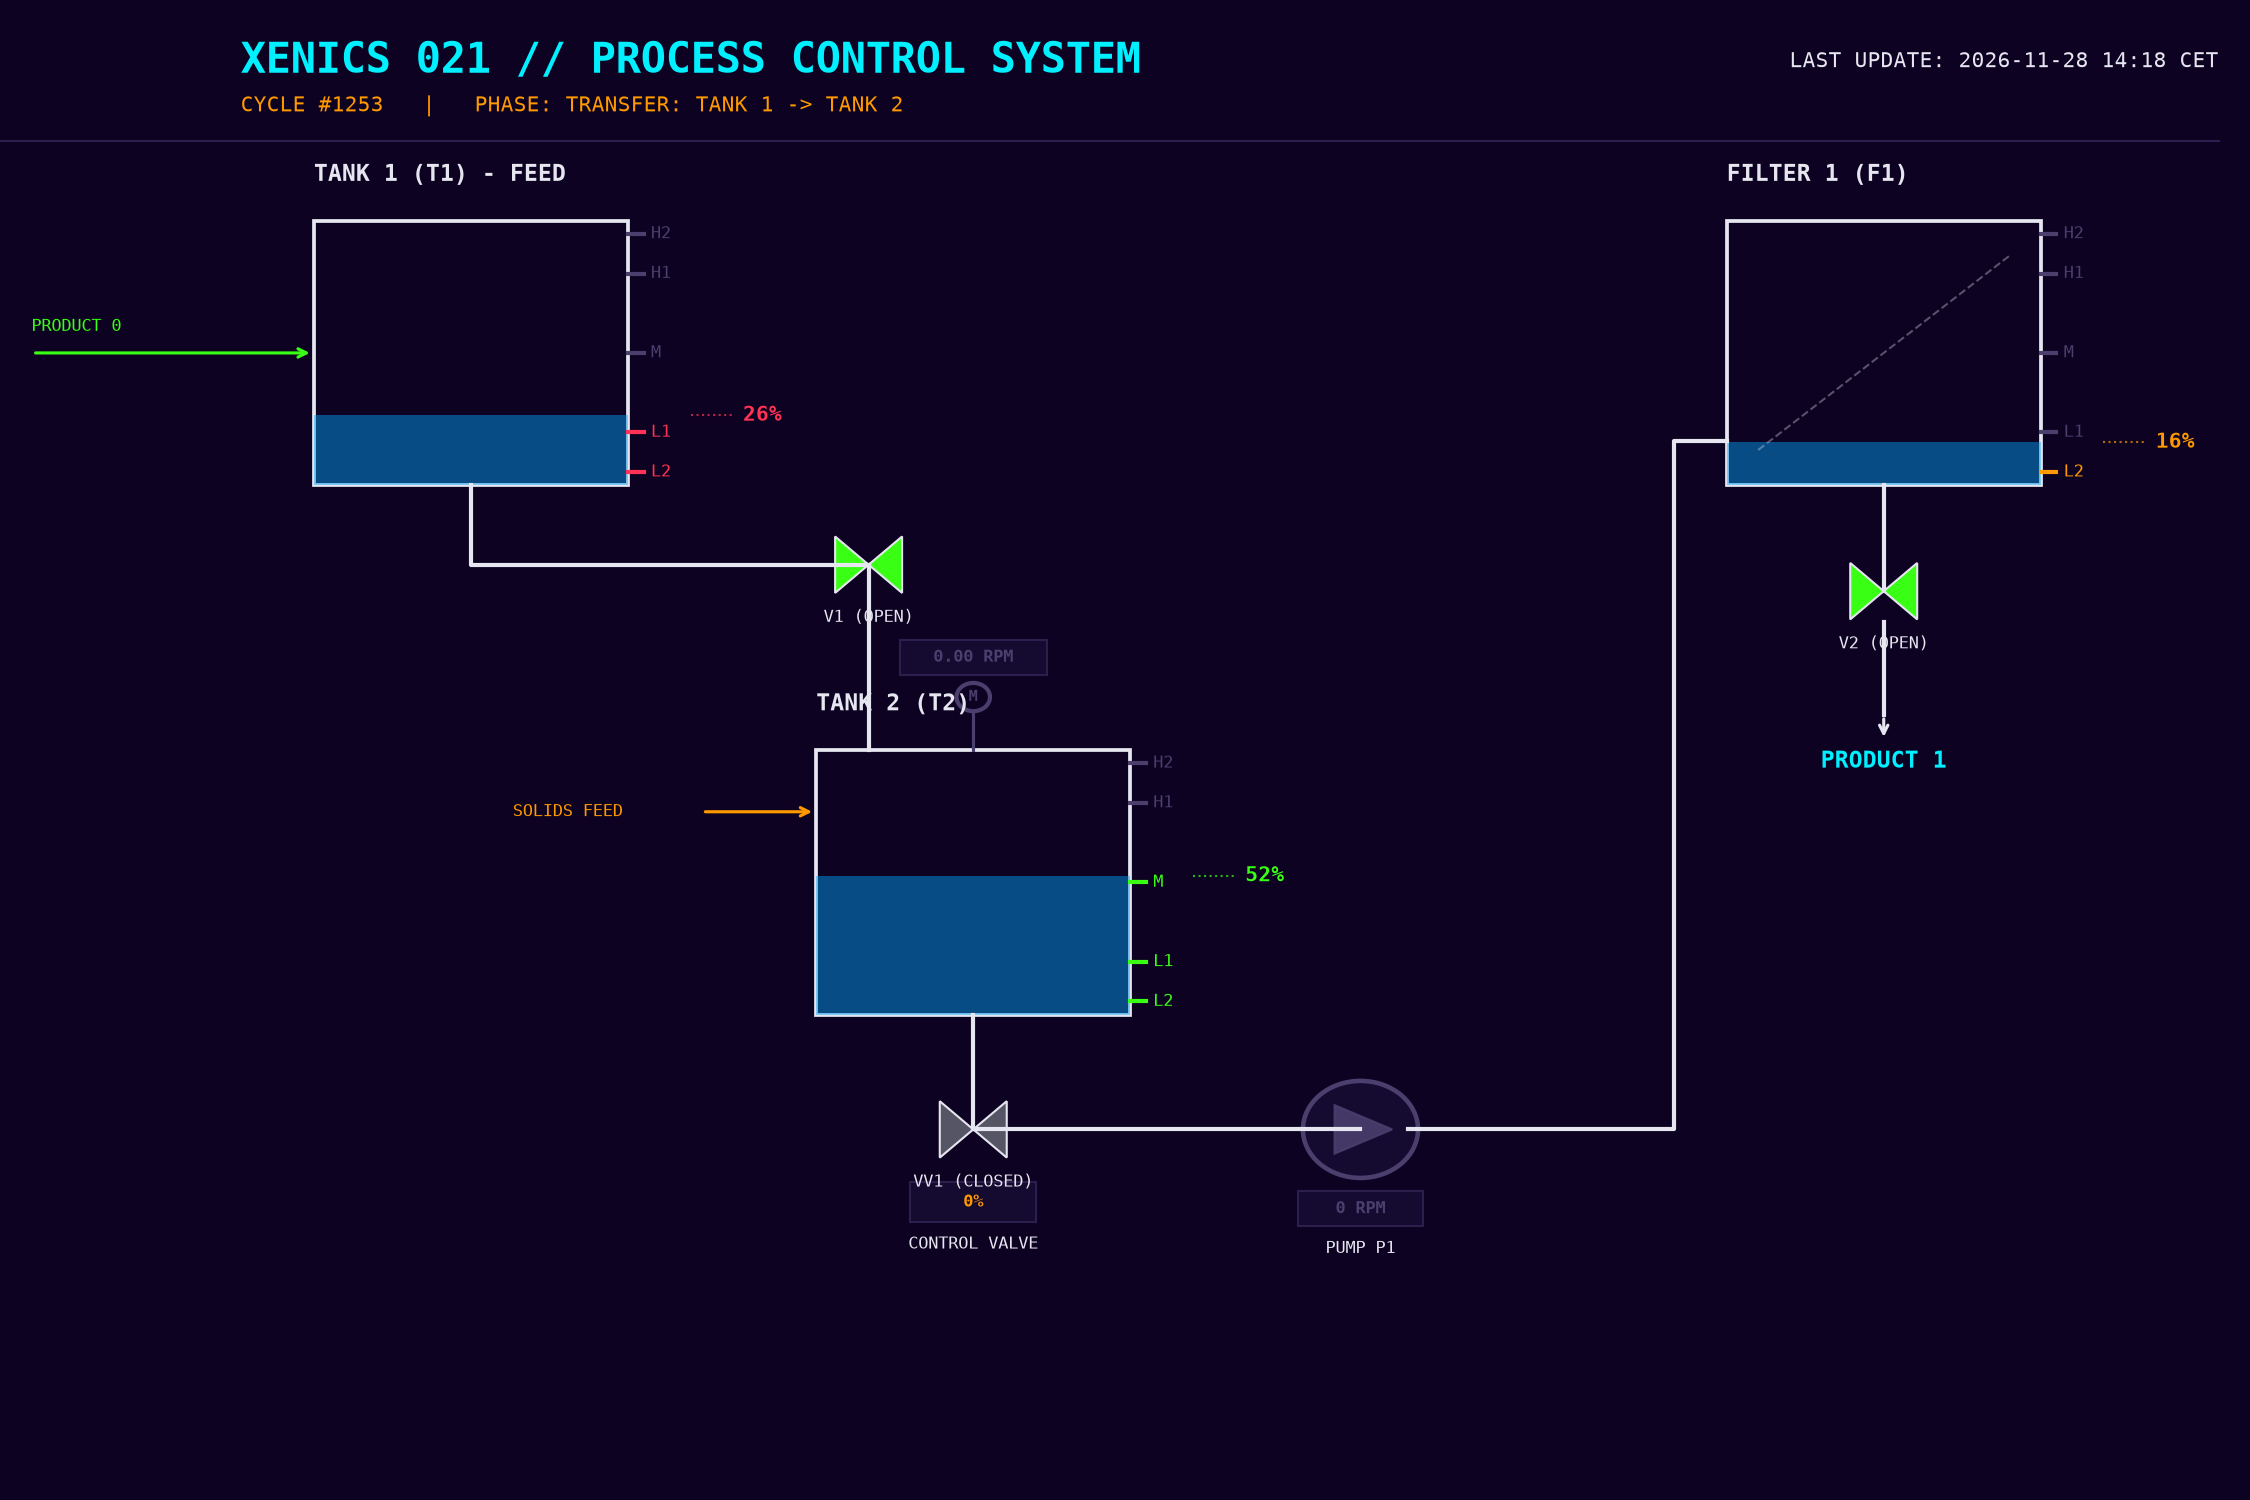 XENICS 021 // PROCESS CONTROL SYSTEM
LAST UPDATE: 2026-11-28 14:18 CET
CYCLE #1253 | PHASE: TRANSFER: TANK 1 -> TANK 2
TANK 1 (T1) - FEED
H2
H1
PRODUCT 0
M
26%
L1
L2
FILTER 1 (F1)
H2
H1
M
L1
16%
L2
V1 (OPEN)
V2 (OPEN)
PRODUCT 1
0.00 RPM
M
TANK 2 (T2)
H2
H1
SOLIDS FEED
M
52%
L1
L2
VV1 (CLOSED)
0%
CONTROL VALVE
0 RPM
PUMP P1